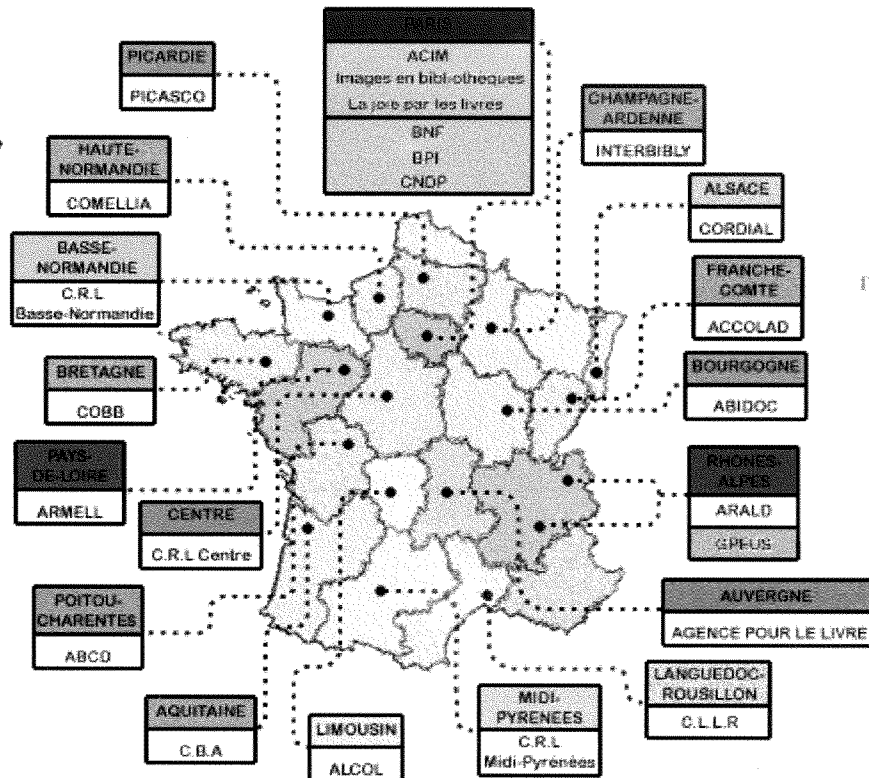 PARIS
ACIM
Images en bibliothèques
La joie par les livres
BNF
BPI
CNDP
PICARDIE
PICASCO
CHAMPAGNE-
ARDENNE
INTERBIBLY
HAUTE-
NORMANDIE
COMELLIA
ALSACE
CORDIAL
BASSE-
NORMANDIE
C.R.L
Basse-Normandie
FRANCHE-
COMTE
ACCOLAD
BRETAGNE
COBB
BOURGOGNE
ABIDOC
PAYS-
DE-LOIRE
ARMELL
RHONES-
ALPES
ARALD
GPEUS
CENTRE
C.R.L Centre
POITOU-
CHARENTES
ABCD
AUVERGNE
AGENCE POUR LE LIVRE
LANGUEDOC-
ROUSILLON
C.L.L.R
AQUITAINE
C.B.A
LIMOUSIN
ALCOL
MIDI-
PYRENEES
C.R.L
Midi-Pyrénées